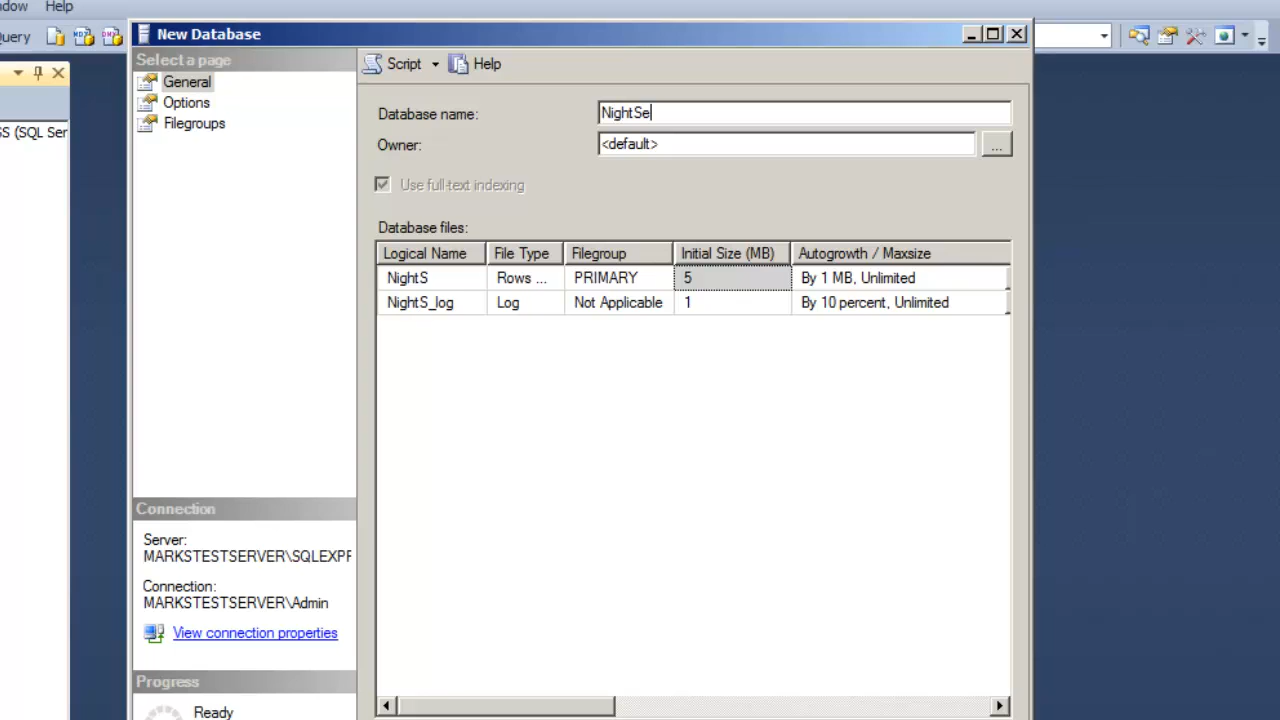 ndow Help
uery
SS (SQL Ser
New Database
Select a page
General
Options
Filegroups
Script Help
Database name: NightSe
Owner: <default> ...
Use full-text indexing
Database files:
Logical Name File Type Filegroup Initial Size (MB) Autogrowth / Maxsize
NightS Rows ... PRIMARY 5 By 1 MB, Unlimited
NightS_log Log Not Applicable 1 By 10 percent, Unlimited
Connection
Server:
MARKSTESTSERVER\SQLEXPR
Connection:
MARKSTESTSERVER\Admin
View connection properties
Progress
Ready